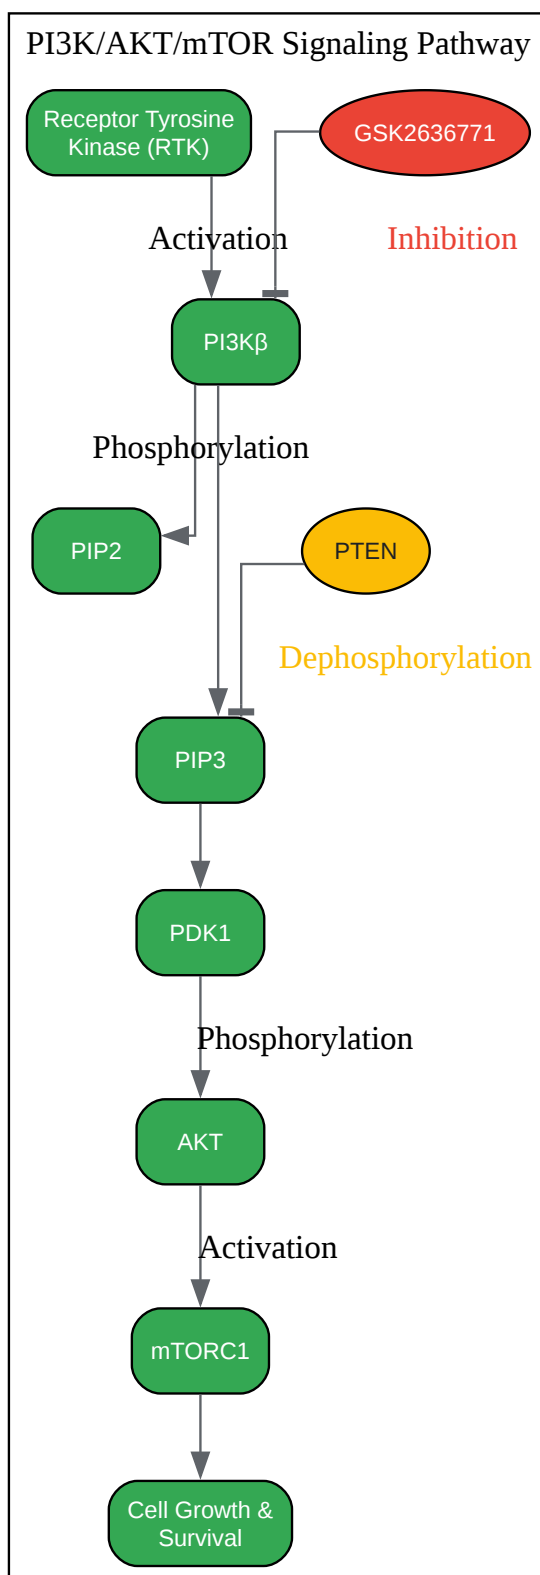 PI3K/AKT/mTOR Signaling Pathway
Receptor Tyrosine
Kinase (RTK)
GSK2636771
Activation
Inhibition
PI3Kβ
Phosphorylation
PIP2
PTEN
Dephosphorylation
PIP3
PDK1
Phosphorylation
AKT
Activation
mTORC1
Cell Growth &
Survival